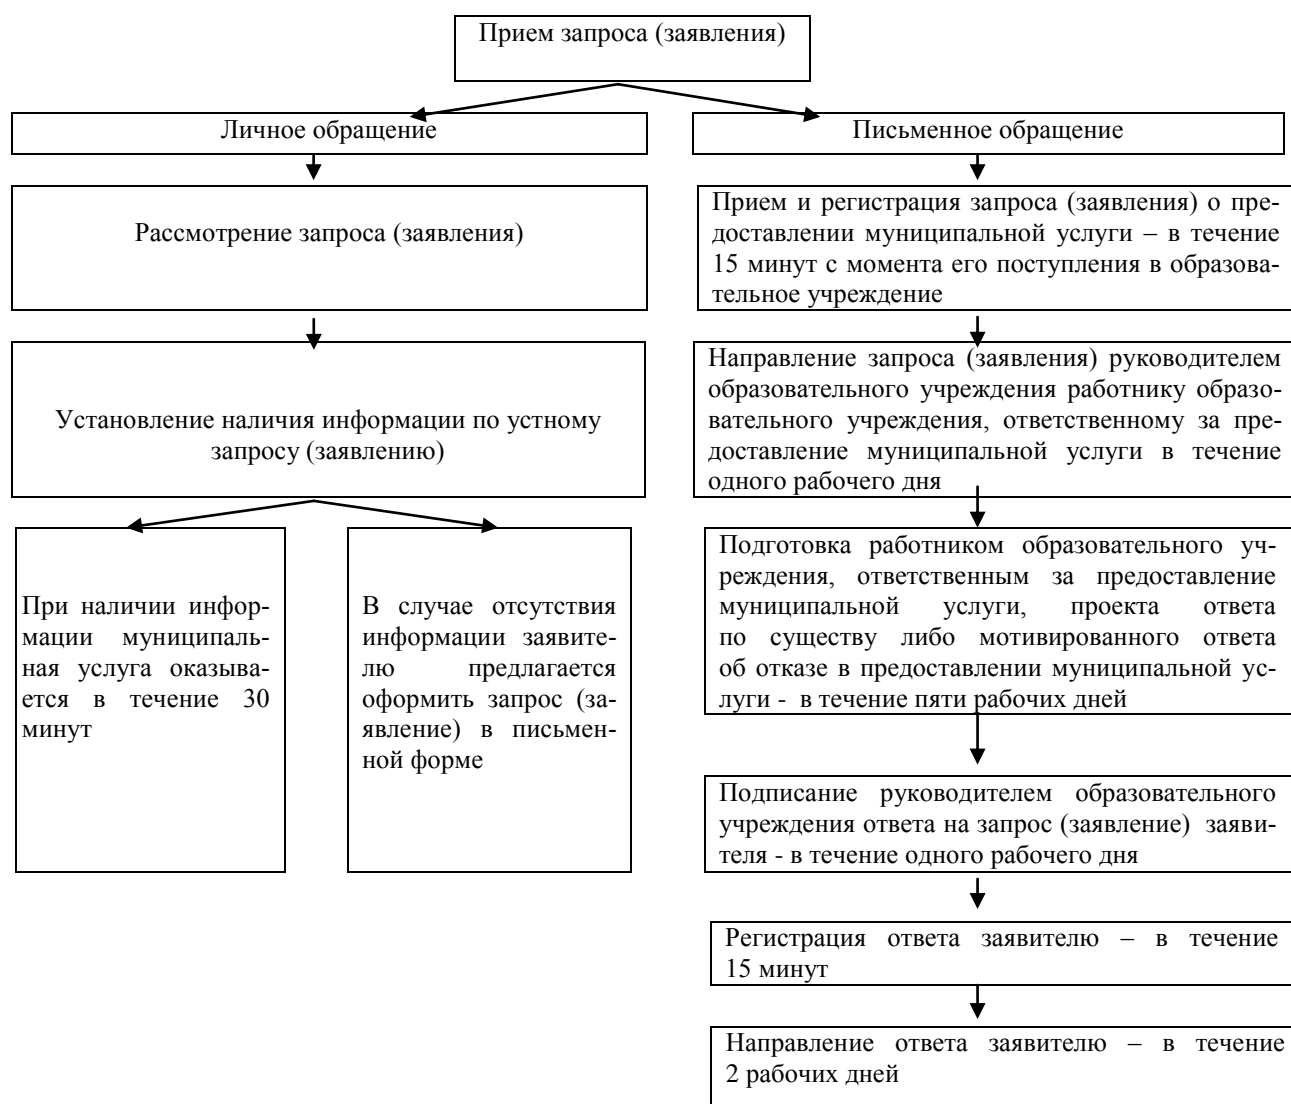 Прием запроса (заявления)
Личное обращение
Письменное обращение
Рассмотрение запроса (заявления)
Прием и регистрация запроса (заявления) о пре-
доставлении муниципальной услуги – в течение
15 минут с момента его поступления в образова-
тельное учреждение
Установление наличия информации по устному
запросу (заявлению)
Направление запроса (заявления) руководителем
образовательного учреждения работнику образо-
вательного учреждения, ответственному за пре-
доставление муниципальной услуги в течение
одного рабочего дня
При наличии инфор-
мации муниципаль-
ная услуга оказыва-
ется в течение 30
минут
В случае отсутствия
информации заявите-
лю предлагается
оформить запрос (за-
явление) в письмен-
ной форме
Подготовка работником образовательного уч-
реждения, ответственным за предоставление
муниципальной услуги, проекта ответа
по существу либо мотивированного ответа
об отказе в предоставлении муниципальной ус-
луги - в течение пяти рабочих дней
Подписание руководителем образовательного
учреждения ответа на запрос (заявление) заяви-
теля - в течение одного рабочего дня
Регистрация ответа заявителю – в течение
15 минут
Направление ответа заявителю – в течение
2 рабочих дней